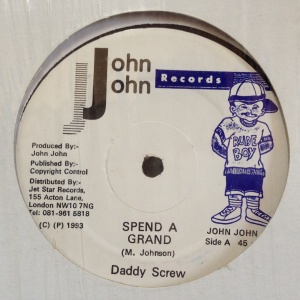 John
John
Records
Produced By:-
John John
Published By:-
Copyright Control
Distributed By:-
Jet Star Records,
155 Acton Lane,
London NW10 7NG
Tel: 081-961 5818
(C) (P) 1993
RUDE
BOY
JOHN JOHN
Side A 45
SPEND A
GRAND
(M. Johnson)
Daddy Screw